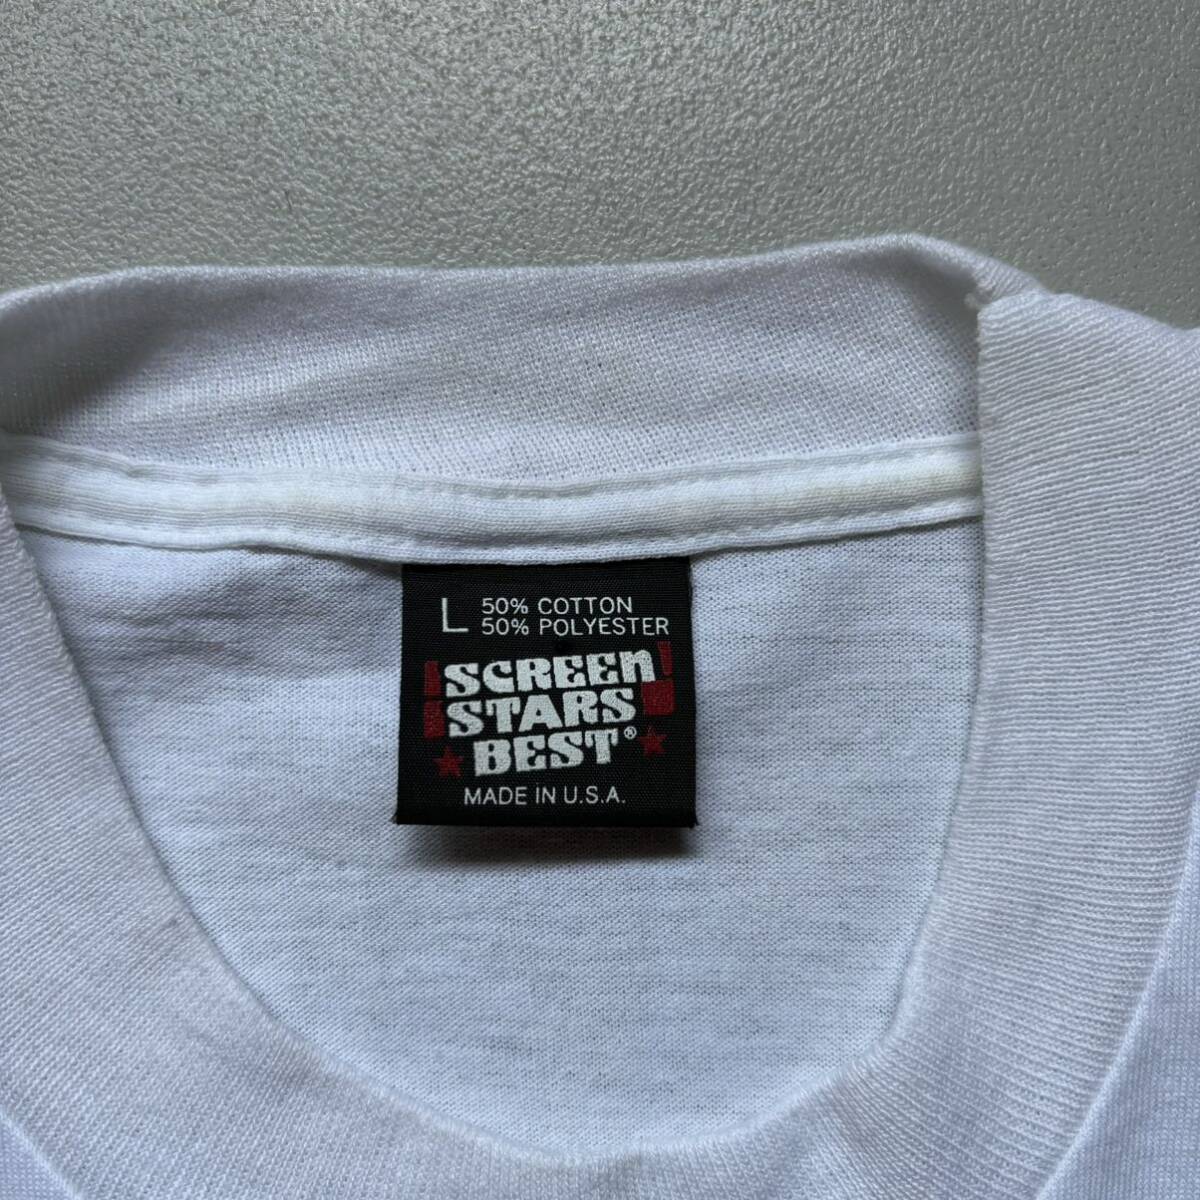 L 50% COTTON
50% POLYESTER
SCREEN
STARS
BEST®
MADE IN U.S.A.